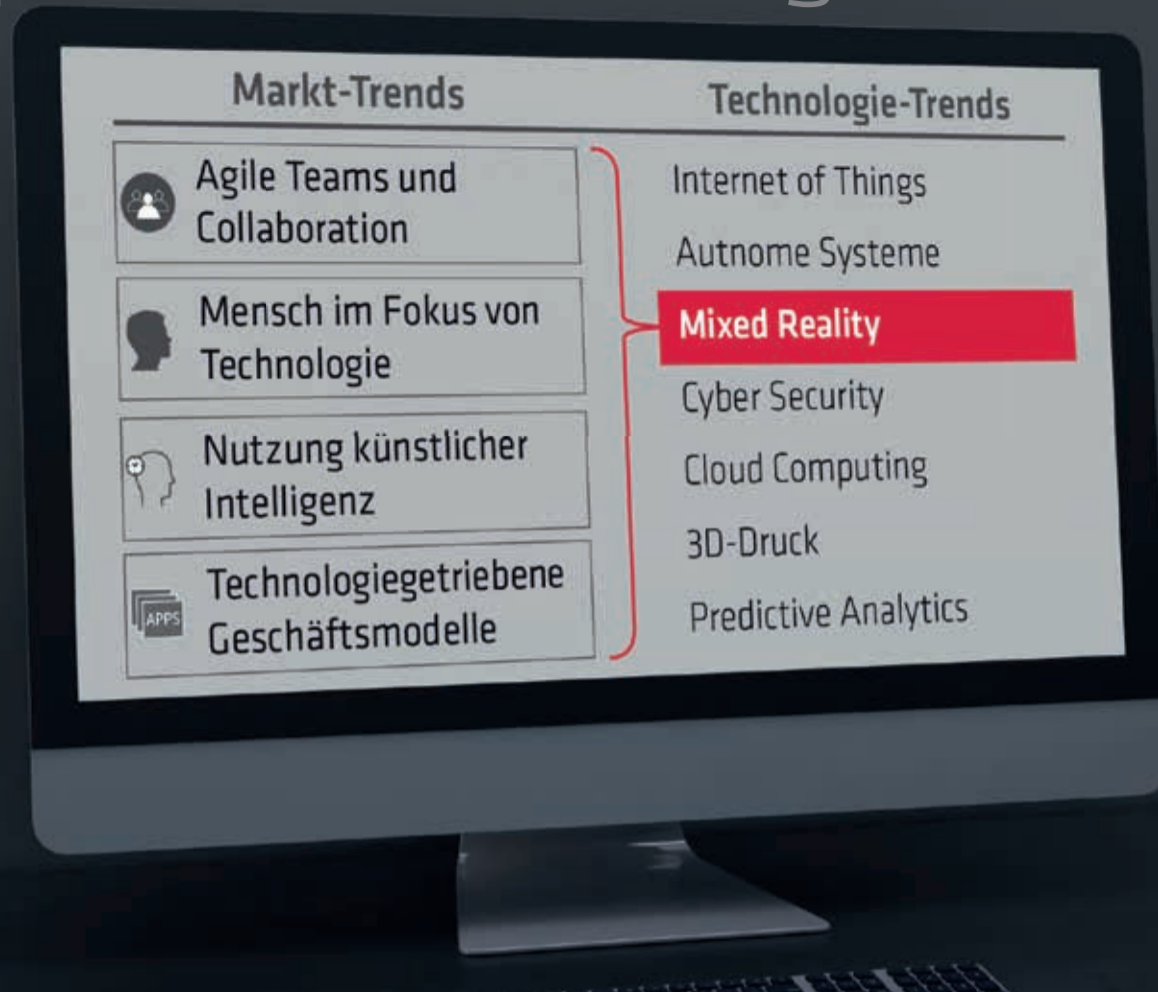 Markt-Trends
Agile Teams und
Collaboration
Mensch im Fokus von
Technologie
Nutzung künstlicher
Intelligenz
APPS
Technologiegetriebene
Geschäftsmodelle
Technologie-Trends
Internet of Things
Autnome Systeme
Mixed Reality
Cyber Security
Cloud Computing
3D-Druck
Predictive Analytics